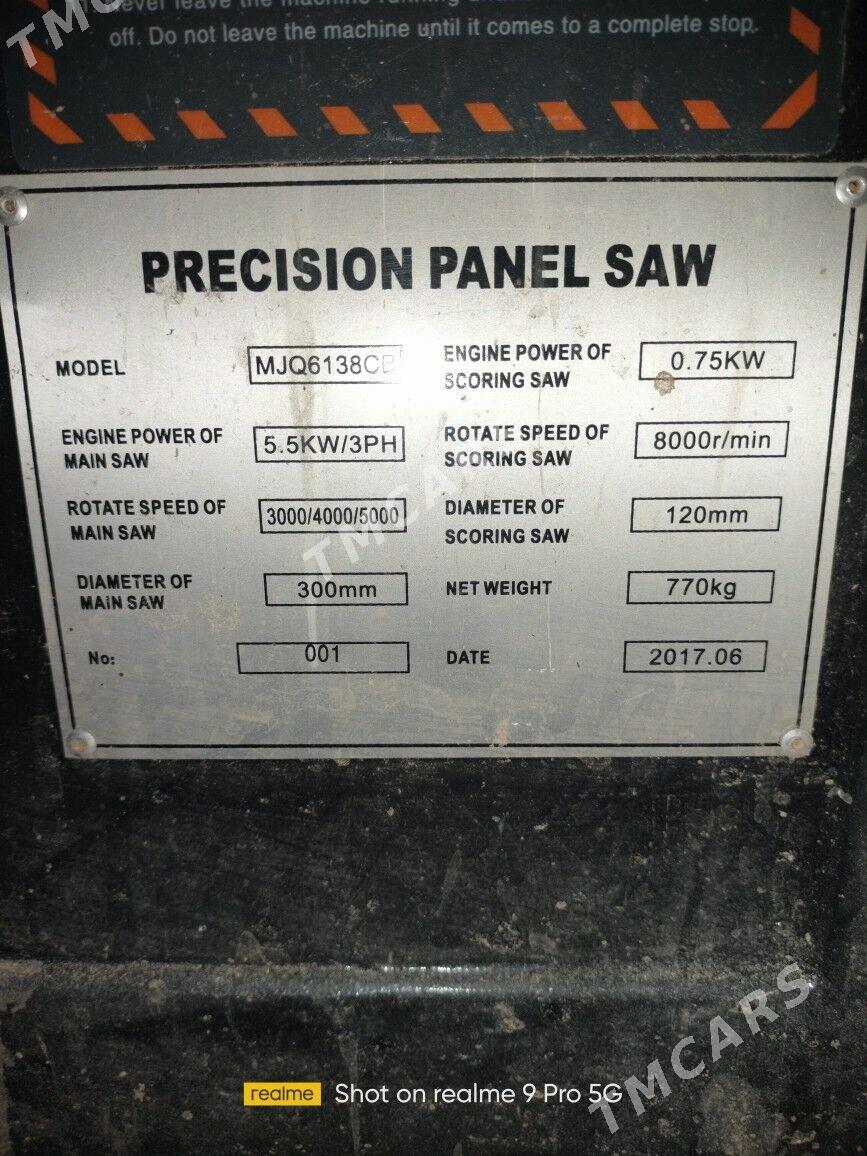 off. Do not leave the machine until it comes to a complete stop.
PRECISION PANEL SAW
MODEL MJQ6138CB
ENGINE POWER OF
SCORING SAW 0.75KW
ENGINE POWER OF
MAIN SAW 5.5KW/3PH
ROTATE SPEED OF
SCORING SAW 8000r/min
ROTATE SPEED OF
MAIN SAW 3000/4000/5000
DIAMETER OF
SCORING SAW 120mm
DIAMETER OF
MAIN SAW 300mm
NET WEIGHT 770kg
No: 001
DATE 2017.06
realme Shot on realme 9 Pro 5G
TMCARS
TMCARS